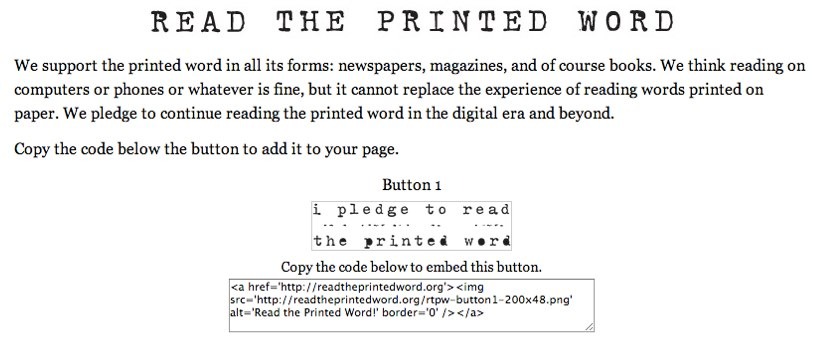 READ THE PRINTED WORD
We support the printed word in all its forms: newspapers, magazines, and of course books. We think reading on
computers or phones or whatever is fine, but it cannot replace the experience of reading words printed on
paper. We pledge to continue reading the printed word in the digital era and beyond.
Copy the code below the button to add it to your page.
Button 1
i pledge to read
the printed word
Copy the code below to embed this button.
<a href='http://readtheprintedword.org'><img
src='http://readtheprintedword.org/rtpw-button1-200x48.png'
alt='Read the Printed Word!' border='0' /></a>